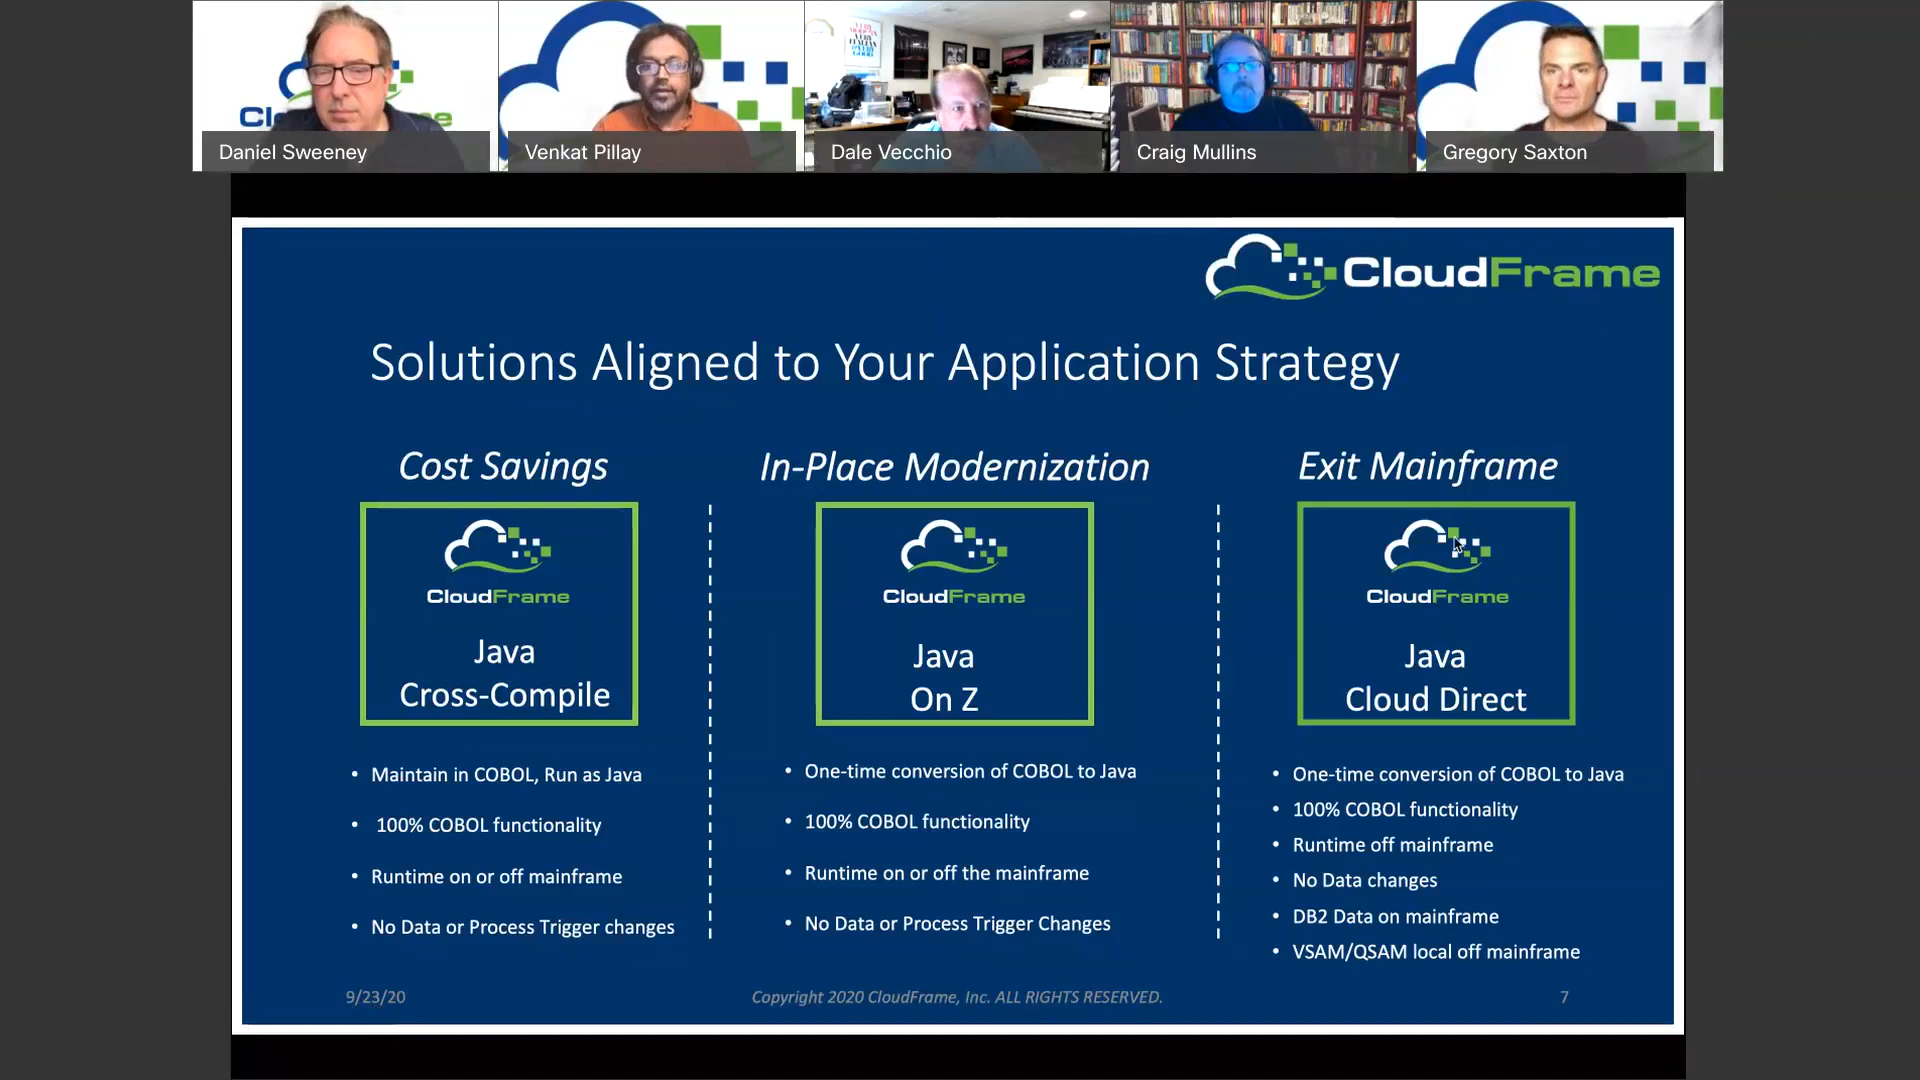 Daniel Sweeney
Venkat Pillay
Dale Vecchio
Craig Mullins
Gregory Saxton
CloudFrame
Solutions Aligned to Your Application Strategy
Cost Savings
CloudFrame
Java
Cross-Compile
• Maintain in COBOL, Run as Java
• 100% COBOL functionality
• Runtime on or off mainframe
• No Data or Process Trigger changes
In-Place Modernization
CloudFrame
Java
On Z
• One-time conversion of COBOL to Java
• 100% COBOL functionality
• Runtime on or off the mainframe
• No Data or Process Trigger Changes
Exit Mainframe
CloudFrame
Java
Cloud Direct
• One-time conversion of COBOL to Java
• 100% COBOL functionality
• Runtime off mainframe
• No Data changes
• DB2 Data on mainframe
• VSAM/QSAM local off mainframe
9/23/20
Copyright 2020 CloudFrame, Inc. ALL RIGHTS RESERVED.
7